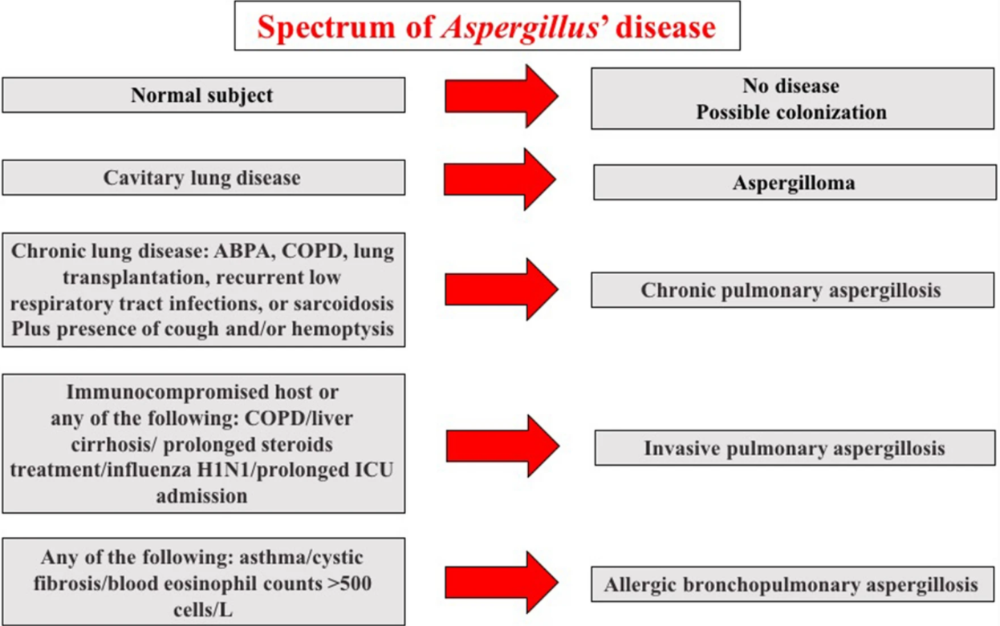 Spectrum of Aspergillus’ disease
Normal subject
No disease
Possible colonization
Cavitary lung disease
Aspergilloma
Chronic lung disease: ABPA, COPD, lung
transplantation, recurrent low
respiratory tract infections, or sarcoidosis
Plus presence of cough and/or hemoptysis
Chronic pulmonary aspergillosis
Immunocompromised host or
any of the following: COPD/liver
cirrhosis/ prolonged steroids
treatment/influenza H1N1/prolonged ICU
admission
Invasive pulmonary aspergillosis
Any of the following: asthma/cystic
fibrosis/blood eosinophil counts >500
cells/L
Allergic bronchopulmonary aspergillosis